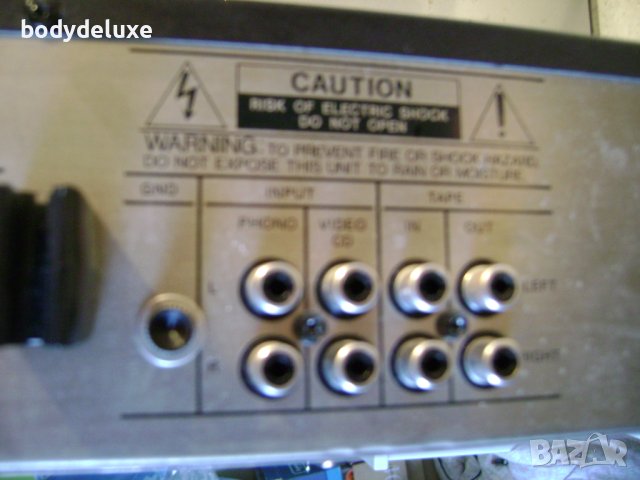 bodydeluxe
CAUTION
RISK OF ELECTRIC SHOCK
DO NOT OPEN
WARNING: TO PREVENT FIRE OR SHOCK HAZARD,
DO NOT EXPOSE THIS UNIT TO RAIN OR MOISTURE.
GND INPUT TAPE
PHONO VIDEO IN OUT
CD
L LEFT
R RIGHT
BAZAR